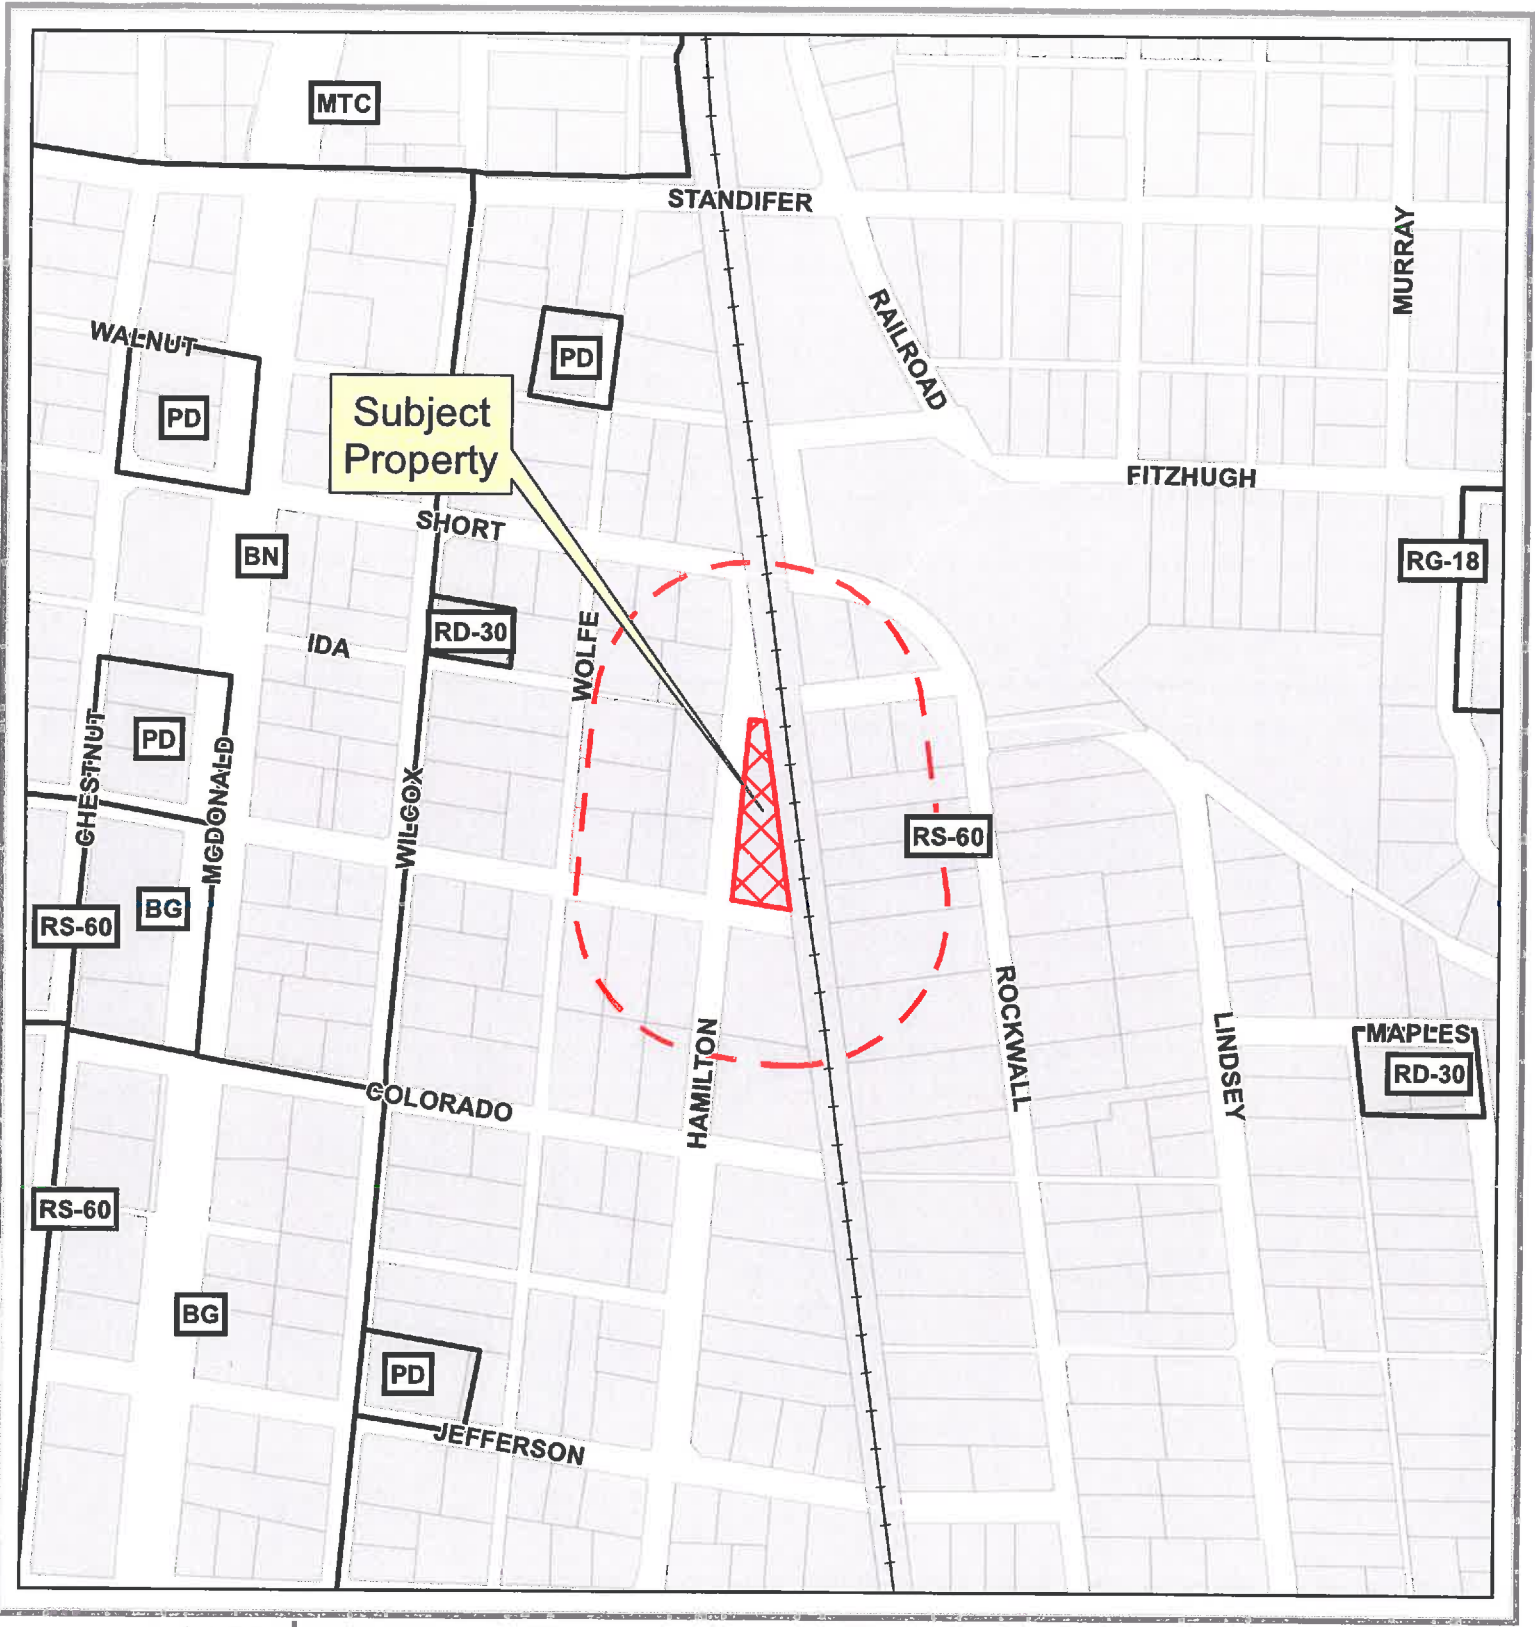 MTC
STANDIFER
MURRAY
WALNUT
PD
RAILROAD
PD
Subject
Property
FITZHUGH
SHORT
BN
RG-18
RD-30
IDA
WOLFE
CHESTNUT
PD
MCDONALD
WILCOX
RS-60
BG
RS-60
ROCKWALL
LINDSEY
HAMILTON
MAPLES
RD-30
COLORADO
RS-60
BG
PD
JEFFERSON